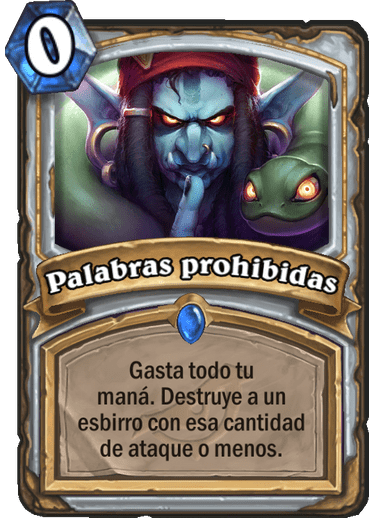 0
Palabras prohibidas
Gasta todo tu
maná. Destruye a un
esbirro con esa cantidad
de ataque o menos.